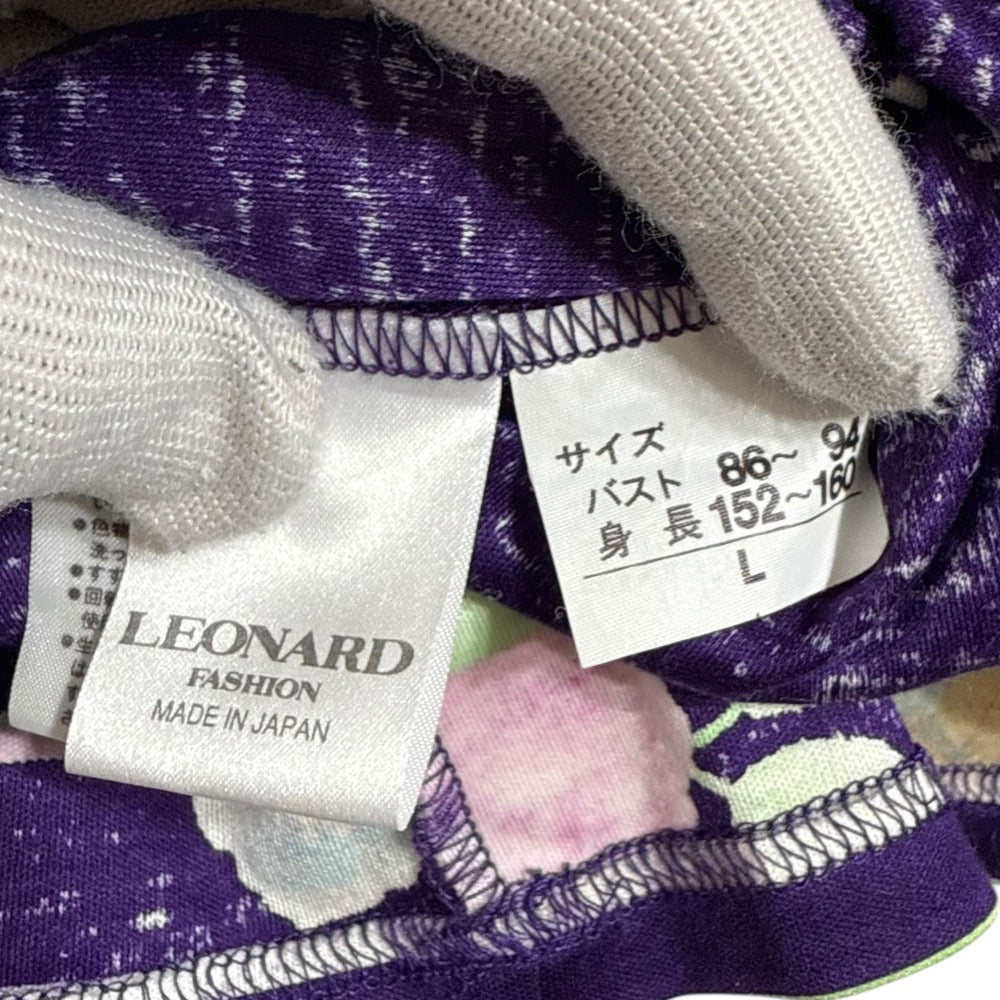 LEONARD
FASHION
MADE IN JAPAN
サイズ
バスト 86～94
身長 152～160
L